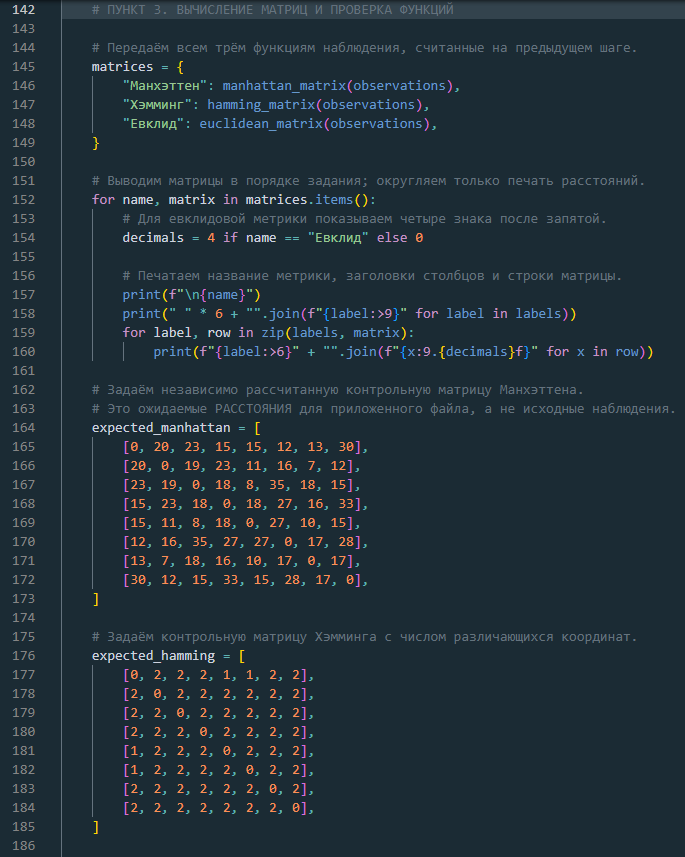 142 # ПУНКТ 3. ВЫЧИСЛЕНИЕ МАТРИЦ И ПРОВЕРКА ФУНКЦИЙ
143
144 # Передаём всем трём функциям наблюдения, считанные на предыдущем шаге.
145 matrices = {
146     "Манхэттен": manhattan_matrix(observations),
147     "Хэмминг": hamming_matrix(observations),
148     "Евклид": euclidean_matrix(observations),
149 }
150
151 # Выводим матрицы в порядке задания; округляем только печать расстояний.
152 for name, matrix in matrices.items():
153     # Для евклидовой метрики показываем четыре знака после запятой.
154     decimals = 4 if name == "Евклид" else 0
155
156     # Печатаем название метрики, заголовки столбцов и строки матрицы.
157     print(f"\n{name}")
158     print(" " * 6 + "".join(f"{label:>9}" for label in labels))
159     for label, row in zip(labels, matrix):
160         print(f"{label:>6}" + "".join(f"{x:9.{decimals}f}" for x in row))
161
162 # Задаём независимо рассчитанную контрольную матрицу Манхэттена.
163 # Это ожидаемые РАССТОЯНИЯ для приложенного файла, а не исходные наблюдения.
164 expected_manhattan = [
165     [0, 20, 23, 15, 15, 12, 13, 30],
166     [20, 0, 19, 23, 11, 16, 7, 12],
167     [23, 19, 0, 18, 8, 35, 18, 15],
168     [15, 23, 18, 0, 18, 27, 16, 33],
169     [15, 11, 8, 18, 0, 27, 10, 15],
170     [12, 16, 35, 27, 27, 0, 17, 28],
171     [13, 7, 18, 16, 10, 17, 0, 17],
172     [30, 12, 15, 33, 15, 28, 17, 0],
173 ]
174
175 # Задаём контрольную матрицу Хэмминга с числом различающихся координат.
176 expected_hamming = [
177     [0, 2, 2, 2, 1, 1, 2, 2],
178     [2, 0, 2, 2, 2, 2, 2, 2],
179     [2, 2, 0, 2, 2, 2, 2, 2],
180     [2, 2, 2, 0, 2, 2, 2, 2],
181     [1, 2, 2, 2, 0, 2, 2, 2],
182     [1, 2, 2, 2, 2, 0, 2, 2],
183     [2, 2, 2, 2, 2, 2, 0, 2],
184     [2, 2, 2, 2, 2, 2, 2, 0],
185 ]
186